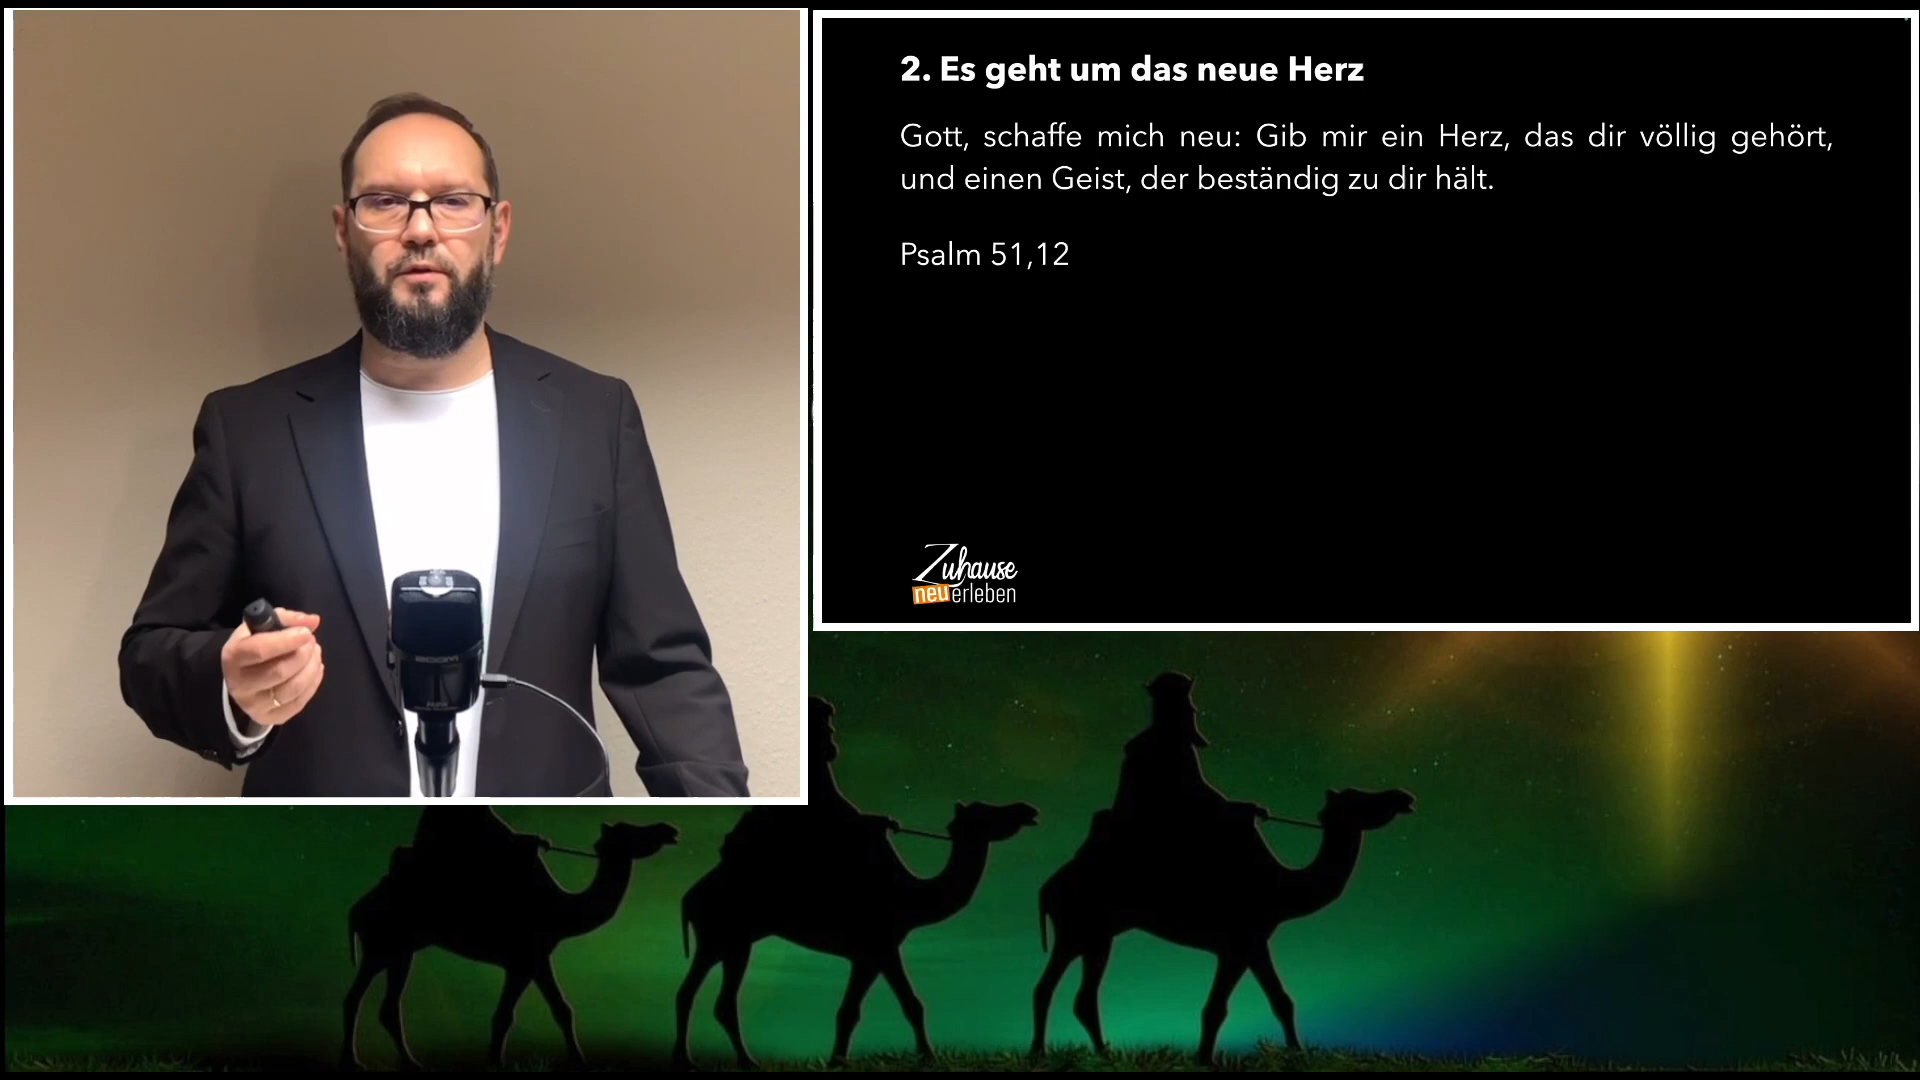 2. Es geht um das neue Herz
Gott, schaffe mich neu: Gib mir ein Herz, das dir völlig gehört,
und einen Geist, der beständig zu dir hält.
Psalm 51,12
Zuhause
neu erleben
ZOOM